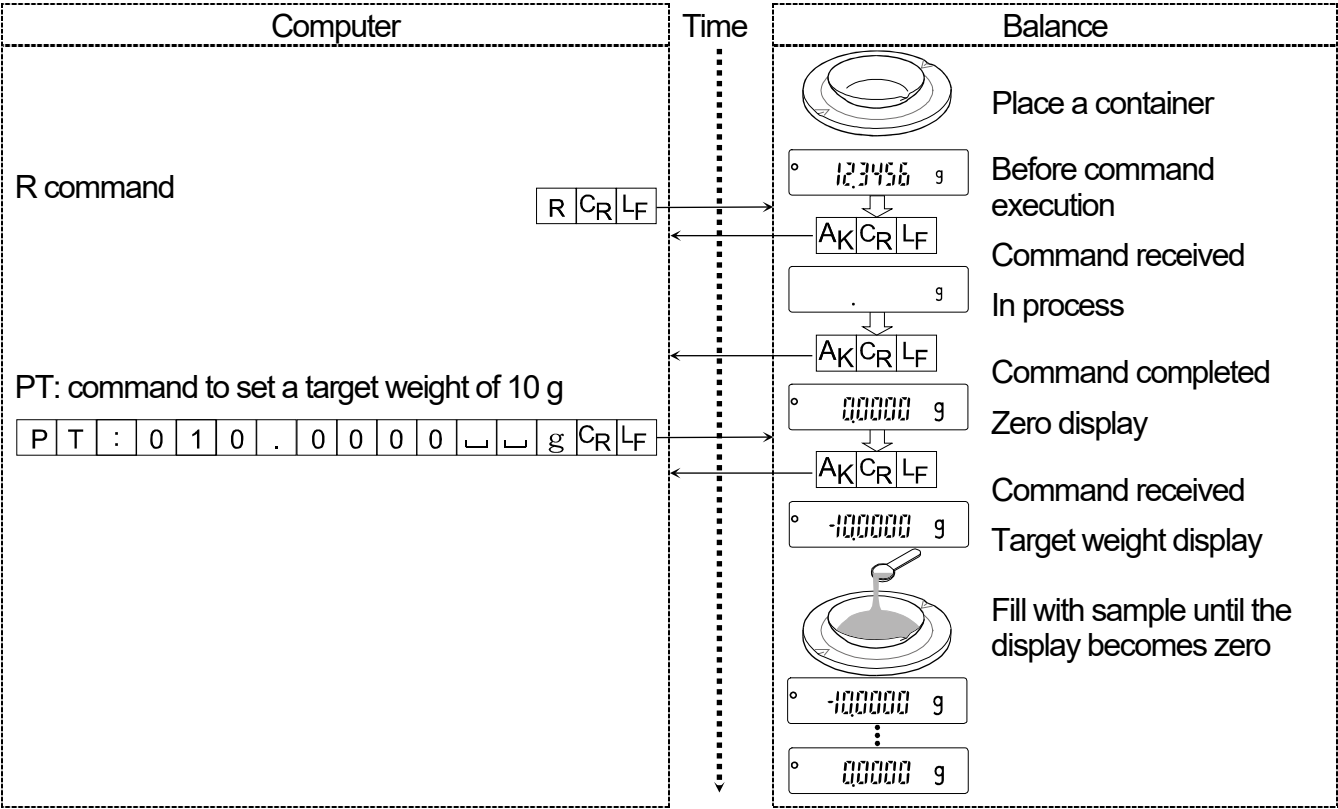 Computer Time Balance
Place a container
R command
12.3456 g
Before command
execution
R CR LF
AK CR LF
Command received
. g
In process
AK CR LF
Command completed
PT: command to set a target weight of 10 g
0.0000 g
Zero display
P T : 0 1 0 . 0 0 0 0 ␣ ␣ g CR LF
AK CR LF
Command received
-10.0000 g
Target weight display
Fill with sample until the
display becomes zero
-10.0000 g
0.0000 g